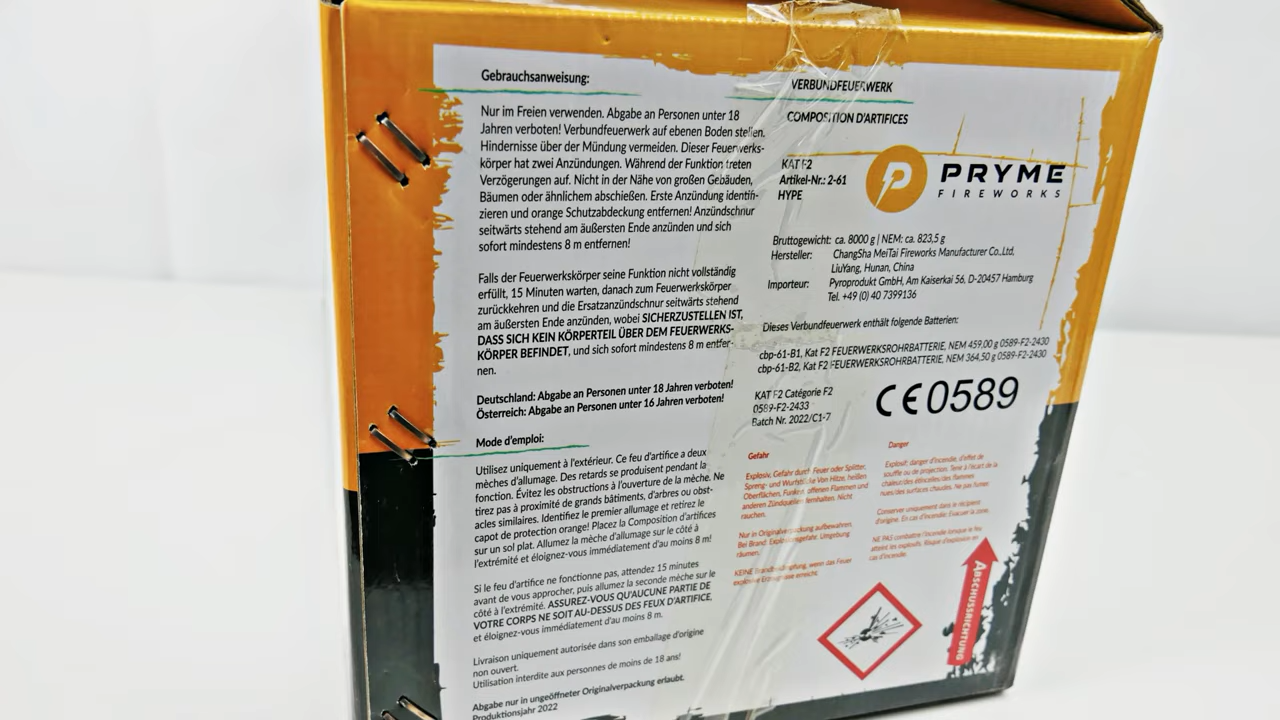 Gebrauchsanweisung:
Nur im Freien verwenden. Abgabe an Personen unter 18
Jahren verboten! Verbundfeuerwerk auf ebenen Boden stellen.
Hindernisse über der Mündung vermeiden. Dieser Feuerwerks-
körper hat zwei Anzündungen. Während der Funktion treten
Verzögerungen auf. Nicht in der Nähe von großen Gebäuden,
Bäumen oder ähnlichem abschießen. Erste Anzündung identifi-
zieren und orange Schutzabdeckung entfernen! Anzündschnur
seitwärts stehend am äußersten Ende anzünden und sich
sofort mindestens 8 m entfernen!
Falls der Feuerwerkskörper seine Funktion nicht vollständig
erfüllt, 15 Minuten warten, danach zum Feuerwerkskörper
zurückkehren und die Ersatzanzündschnur seitwärts stehend
am äußersten Ende anzünden, wobei SICHERZUSTELLEN IST,
DASS SICH KEIN KÖRPERTEIL ÜBER DEM FEUERWERKS-
KÖRPER BEFINDET, und sich sofort mindestens 8 m entfer-
nen.
Deutschland: Abgabe an Personen unter 18 Jahren verboten!
Österreich: Abgabe an Personen unter 16 Jahren verboten!
Mode d'emploi:
Utilisez uniquement à l'extérieur. Ce feu d'artifice a deux
mèches d'allumage. Des retards se produisent pendant la
fonction. Évitez les obstructions à l'ouverture de la mèche. Ne
tirez pas à proximité de grands bâtiments, d'arbres ou obst-
acles similaires. Identifiez le premier allumage et retirez le
capot de protection orange! Placez la Composition d'artifices
sur un sol plat. Allumez la mèche d'allumage sur le côté à
l'extrémité et éloignez-vous immédiatement d'au moins 8 m!
Si le feu d'artifice ne fonctionne pas, attendez 15 minutes
avant de vous approcher, puis allumez la seconde mèche sur le
côté à l'extrémité. ASSUREZ-VOUS QU'AUCUNE PARTIE DE
VOTRE CORPS NE SOIT AU-DESSUS DES FEUX D'ARTIFICE,
et éloignez-vous immédiatement d'au moins 8 m.
Livraison uniquement autorisée dans son emballage d'origine
non ouvert.
Utilisation interdite aux personnes de moins de 18 ans!
Abgabe nur in ungeöffneter Originalverpackung erlaubt.
Produktionsjahr 2022
VERBUNDFEUERWERK
COMPOSITION D'ARTIFICES
KAT F2
Artikel-Nr.: 2-61
HYPE
PRYME
FIREWORKS
Bruttogewicht: ca. 8000 g | NEM: ca. 823,5 g
Hersteller: ChangSha MeiTai Fireworks Manufacturer Co.,Ltd,
LiuYang, Hunan, China
Importeur: Pyroprodukt GmbH, Am Kaiserkai 56, D-20457 Hamburg
Tel. +49 (0) 40 7399136
Dieses Verbundfeuerwerk enthält folgende Batterien:
cbp-61-B1, Kat F2 FEUERWERKSROHRBATTERIE, NEM 459,00 g 0589-F2-2430
cbp-61-B2, Kat F2 FEUERWERKSROHRBATTERIE, NEM 364,50 g 0589-F2-2430
KAT F2 Catégorie F2
0589-F2-2433
Batch Nr. 2022/C1-7
CE0589
Gefahr
Explosiv, Gefahr durch Feuer oder Splitter,
Spreng- und Wurfstücke Von Hitze, heißen
Oberflächen, Funken, offenen Flammen und
anderen Zündquellen fernhalten. Nicht
rauchen.
Nur in Originalverpackung aufbewahren.
Bei Brand: Explosionsgefahr. Umgebung
räumen.
KEINE Brandbekämpfung, wenn das Feuer
explosive Erzeugnisse erreicht.
Danger
Explosif; danger d'incendie, d'effet de
souffle ou de projection. Tenir à l'écart de la
chaleur/des étincelles/des flammes
nues/des surfaces chaudes. Ne pas fumer.
Conserver uniquement dans le récipient
d'origine. En cas d'incendie: Évacuer la zone.
NE PAS combattre l'incendie lorsque le feu
atteint les explosifs. Risque d'explosion en
cas d'incendie.
ABSCHUSSRICHTUNG